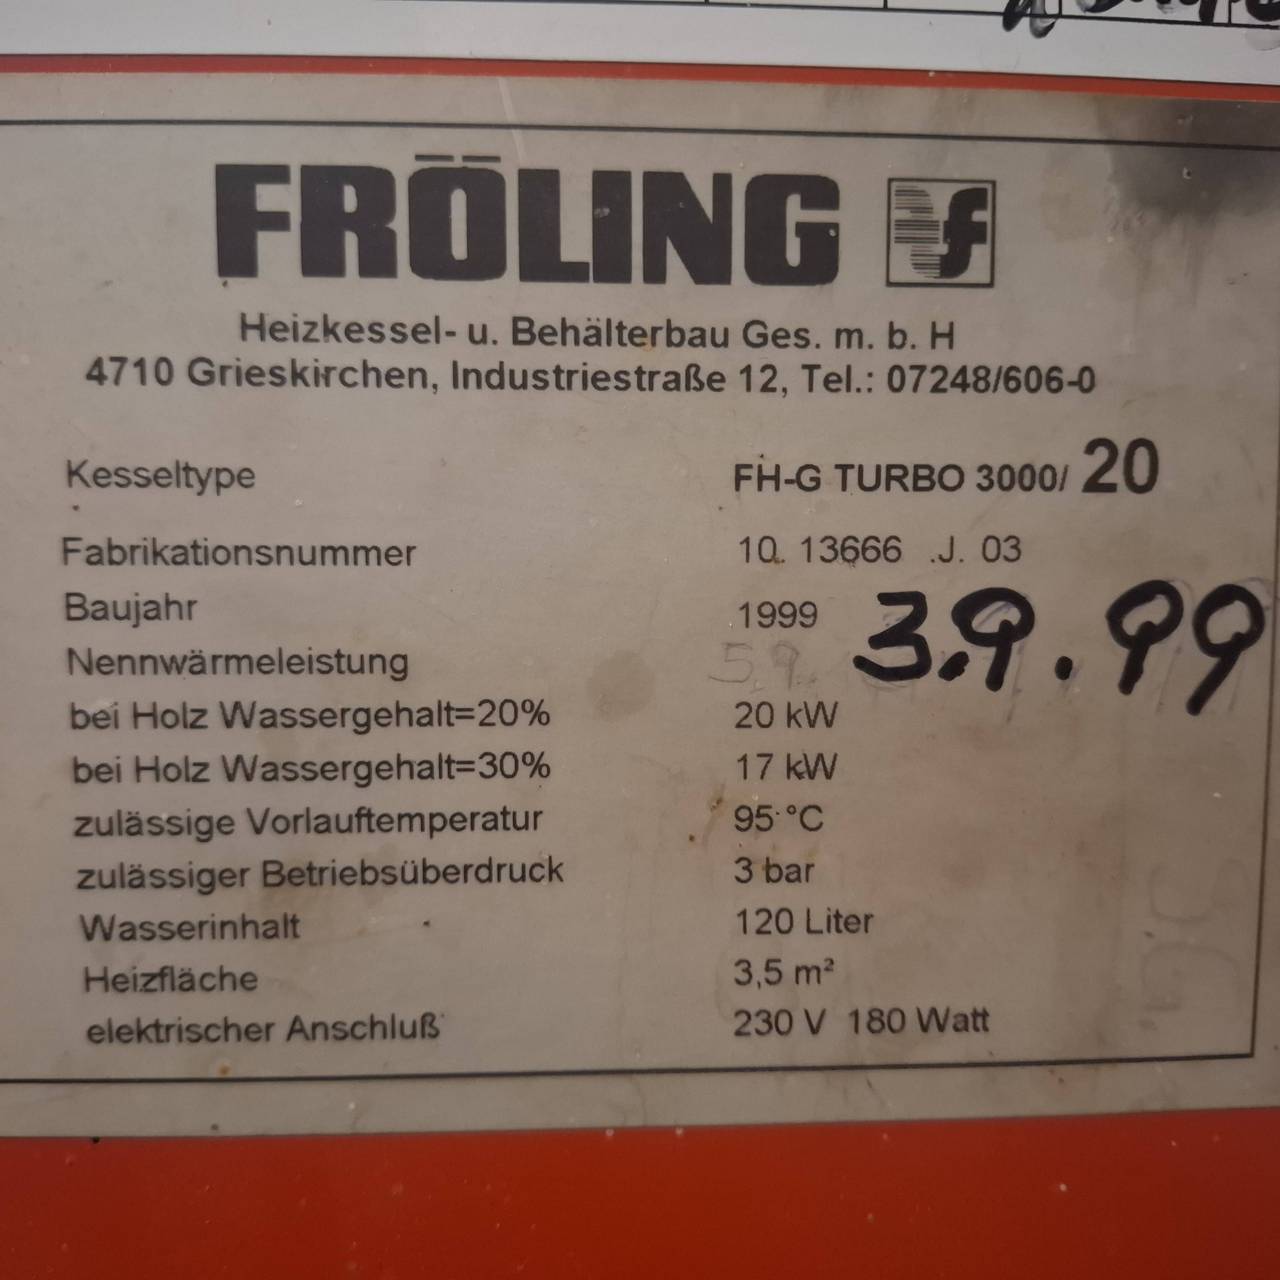 FRÖLING f
Heizkessel- u. Behälterbau Ges. m. b. H
4710 Grieskirchen, Industriestraße 12, Tel.: 07248/606-0
Kesseltype FH-G TURBO 3000/ 20
Fabrikationsnummer 10. 13666 .J. 03
Baujahr 1999 3.9.99
Nennwärmeleistung
bei Holz Wassergehalt=20% 20 kW
bei Holz Wassergehalt=30% 17 kW
zulässige Vorlauftemperatur 95 °C
zulässiger Betriebsüberdruck 3 bar
Wasserinhalt 120 Liter
Heizfläche 3,5 m²
elektrischer Anschluß 230 V 180 Watt